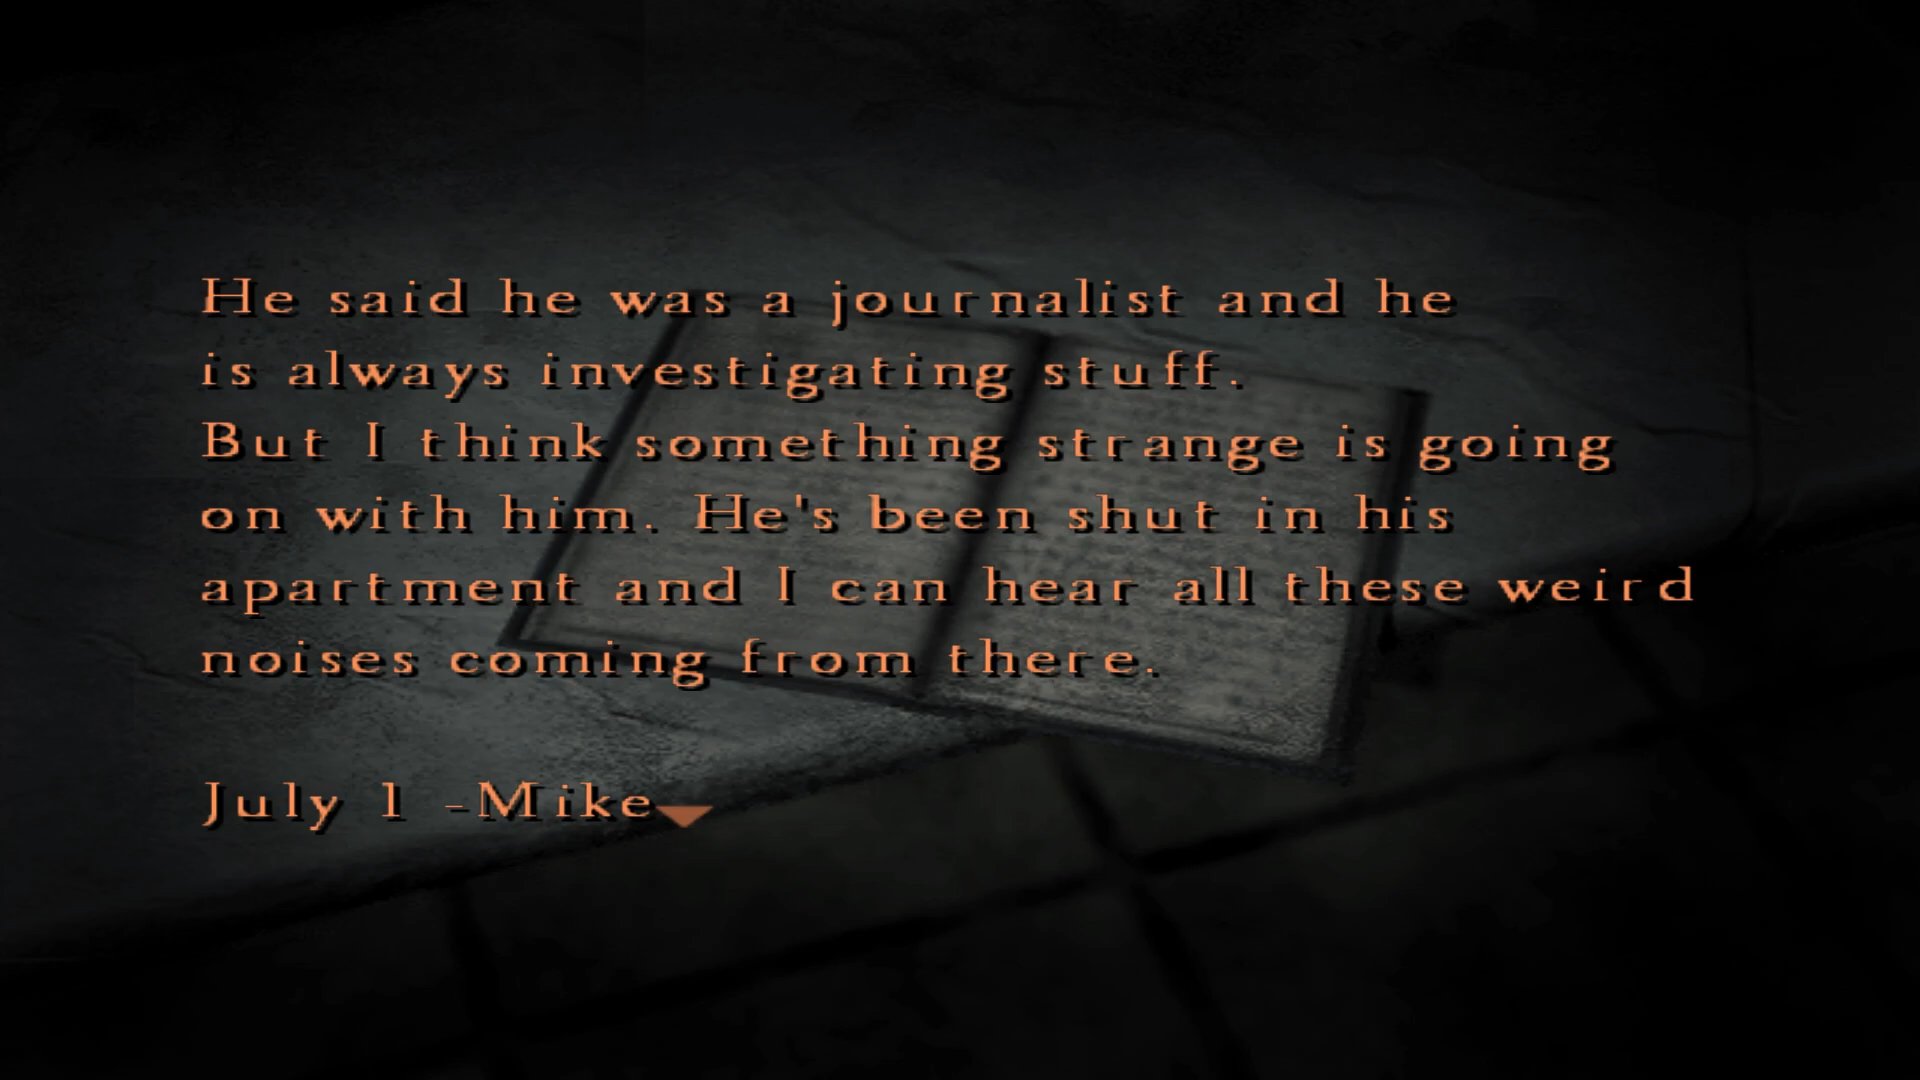 He said he was a journalist and he
is always investigating stuff.
But I think something strange is going
on with him. He's been shut in his
apartment and I can hear all these weird
noises coming from there.
July 1 -Mike